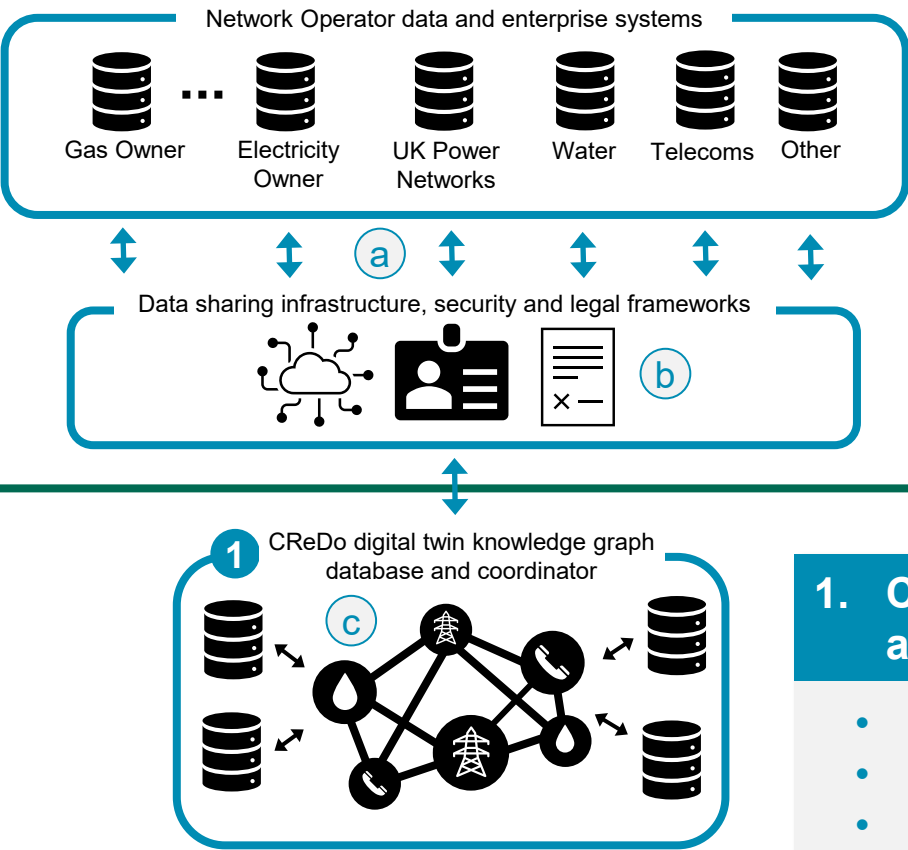 Network Operator data and enterprise systems
...
Gas Owner
Electricity
Owner
UK Power
Networks
Water
Telecoms
Other
a
Data sharing infrastructure, security and legal frameworks
b
1
CReDo digital twin knowledge graph
database and coordinator
c
1.